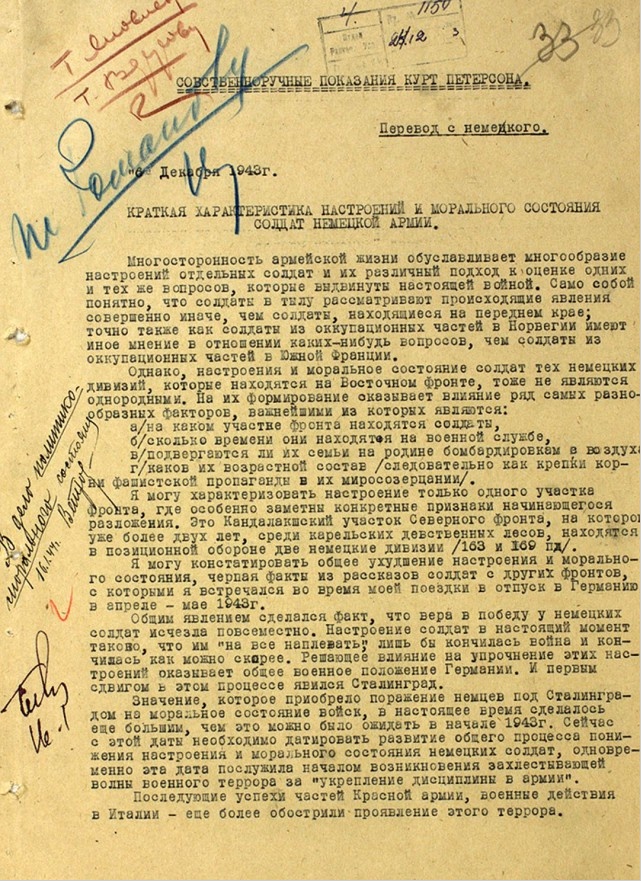 4. 1150
24/12 3
33 83
Т.
Т.
СОБСТВЕННОРУЧНЫЕ ПОКАЗАНИЯ КУРТ ПЕТЕРСОНА.
Перевод с немецкого.
Романову
"6" Декабря 1943г.
КРАТКАЯ ХАРАКТЕРИСТИКА НАСТРОЕНИЙ И МОРАЛЬНОГО СОСТОЯНИЯ
СОЛДАТ НЕМЕЦКОЙ АРМИИ.
Многосторонность армейской жизни обуславливает многообразие
настроений отдельных солдат и их различный подход к оценке одних
и тех же вопросов, которые выдвинуты настоящей войной. Само собой
понятно, что солдаты в тылу рассматривают происходящие явления
совершенно иначе, чем солдаты, находящиеся на переднем крае;
точно также как солдаты из оккупационных частей в Норвегии имеют
иное мнение в отношении каких-нибудь вопросов, чем солдаты из
оккупационных частей в Южной Франции.
Однако, настроения и моральное состояние солдат тех немецких
дивизий, которые находятся на Восточном фронте, тоже не являются
однородными. На их формирование оказывает влияние ряд самых разно-
образных факторов, важнейшими из которых являются:
а/на каком участке фронта находятся солдаты,
б/сколько времени они находятся на военной службе,
в/подвергаются ли их семьи на родине бомбардировкам в воздуха
г/каков их возрастной состав /следовательно как крепки кор-
ни фашистской пропаганды в их миросозерцании/.
Я могу характеризовать настроение только одного участка
фронта, где особенно заметны конкретные признаки начинающегося
разложения. Это Кандалакшский участок Северного фронта, на которо
уже более двух лет, среди карельских девственных лесов, находятся
в позиционной обороне две немецкие дивизии /163 и 169 пд/.
Я могу констатировать общее ухудшение настроения и морально-
го состояния, черпая факты из рассказов солдат с других фронтов,
с которыми я встречался во время моей поездки в отпуск в Германию
в апреле - мае 1943г.
Общим явлением сделался факт, что вера в победу у немецких
солдат исчезла повсеместно. Настроение солдат в настоящий момент
таково, что им "на все наплевать, лишь бы кончилась война и кон-
чилась как можно скорее. Решающее влияние на упрочнение этих нас-
троений оказывает общее военное положение Германии. И первым
сдвигом в этом процессе явился Сталинград.
Значение, которое приобрело поражение немцев под Сталингра-
дом на моральное состояние войск, в настоящее время сделалось
еще большим, чем это можно было ожидать в начале 1943г. Сейчас
с этой даты необходимо датировать развитие общего процесса пони-
жения настроения и морального состояния немецких солдат, одновре-
менно эта дата послужила началом возникновения захлестывающей
волны военного террора за "укрепление дисциплины в армии".
Последующие успехи частей Красной армии, военные действия
в Италии - еще более обострили проявление этого террора.
В дело политико-
морального состояния
16.I.44г.